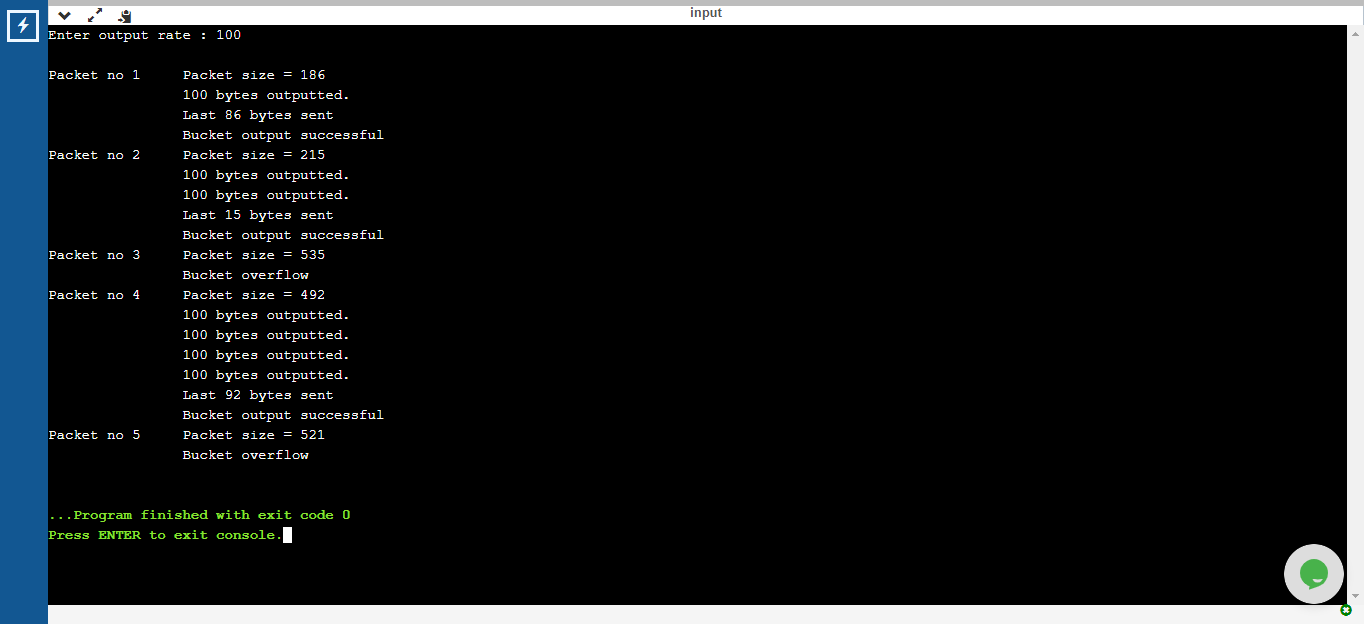 input
Enter output rate : 100
Packet no 1     Packet size = 186
                100 bytes outputted.
                Last 86 bytes sent
                Bucket output successful
Packet no 2     Packet size = 215
                100 bytes outputted.
                100 bytes outputted.
                Last 15 bytes sent
                Bucket output successful
Packet no 3     Packet size = 535
                Bucket overflow
Packet no 4     Packet size = 492
                100 bytes outputted.
                100 bytes outputted.
                100 bytes outputted.
                100 bytes outputted.
                Last 92 bytes sent
                Bucket output successful
Packet no 5     Packet size = 521
                Bucket overflow
...Program finished with exit code 0
Press ENTER to exit console.